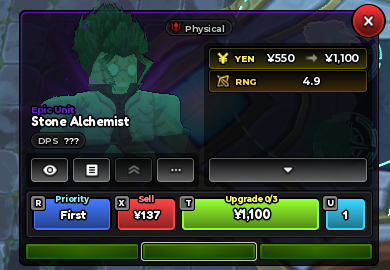 Physical
YEN ¥550 → ¥1,100
RNG 4.9
Epic Unit
Stone Alchemist
DPS ???
Priority
R First
Sell
X ¥137
Upgrade 0/3
T ¥1,100
U 1